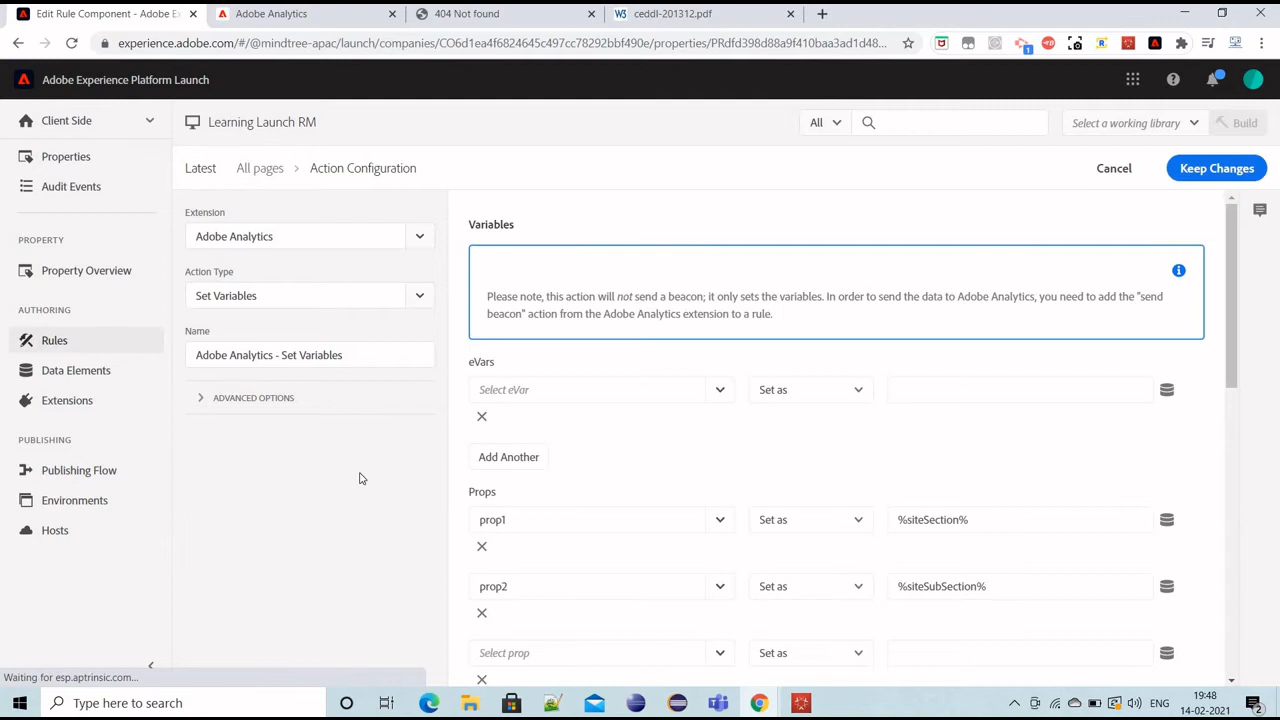 Edit Rule Component - Adobe E
Adobe Analytics
404 Not found
ceddl-201312.pdf
experience.adobe.com/#/@mindtree-apac/launch/companies/CO6d1ea4f6824645c497cc78292bbf490e/properties/PRdfd398d88a9f410baa3ad1d48...
Adobe Experience Platform Launch
Client Side
Learning Launch RM
All
Select a working library
Build
Properties
Latest
All pages
Action Configuration
Cancel
Keep Changes
Audit Events
Extension
Variables
PROPERTY
Adobe Analytics
Property Overview
Action Type
Please note, this action will not send a beacon; it only sets the variables. In order to send the data to Adobe Analytics, you need to add the "send
Set Variables
beacon" action from the Adobe Analytics extension to a rule.
AUTHORING
Name
Rules
Adobe Analytics - Set Variables
eVars
Data Elements
Select eVar
Set as
Extensions
ADVANCED OPTIONS
PUBLISHING
Add Another
Publishing Flow
Props
Environments
prop1
Set as
%siteSection%
Hosts
prop2
Set as
%siteSubSection%
Select prop
Set as
Waiting for esp.aptrinsic.com...
Type here to search
ENG
19:48
14-02-2021
2